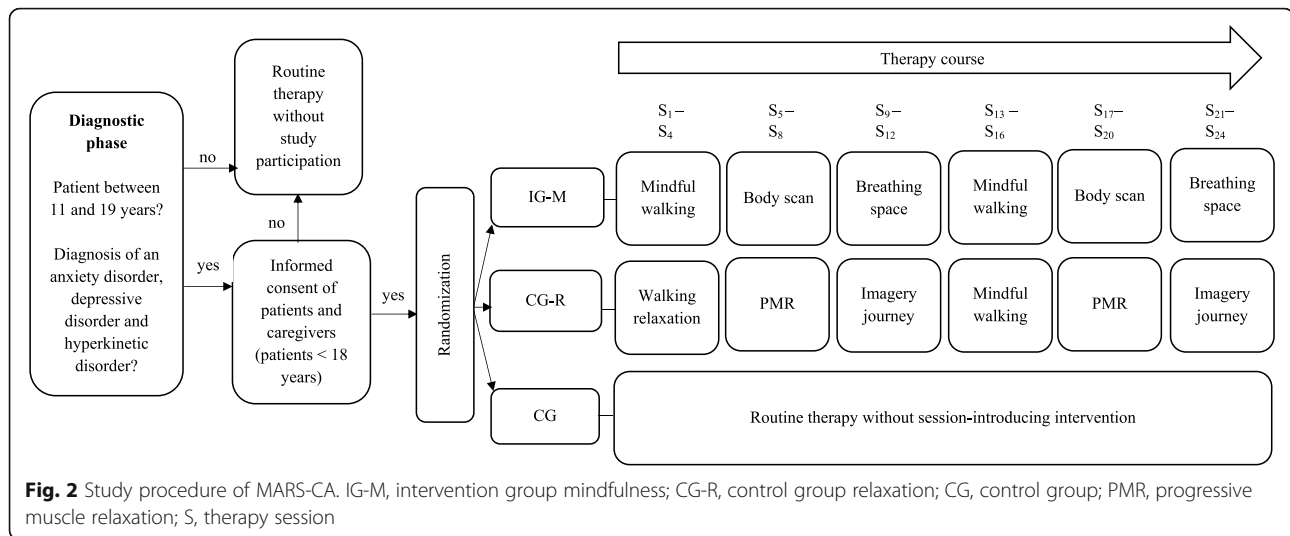 Diagnostic
phase
Patient between
11 and 19 years?
Diagnosis of an
anxiety disorder,
depressive
disorder and
hyperkinetic
disorder?
no
yes
Routine
therapy
without
study
participation
no
Informed
consent of
patients and
caregivers
(patients < 18
years)
yes
Randomization
Therapy course
S1–
S4
S5–
S8
S9–
S12
S13 –
S16
S17–
S20
S21–
S24
IG-M
Mindful
walking
Body scan
Breathing
space
Mindful
walking
Body scan
Breathing
space
CG-R
Walking
relaxation
PMR
Imagery
journey
Mindful
walking
PMR
Imagery
journey
CG
Routine therapy without session-introducing intervention
Fig. 2 Study procedure of MARS-CA. IG-M, intervention group mindfulness; CG-R, control group relaxation; CG, control group; PMR, progressive
muscle relaxation; S, therapy session